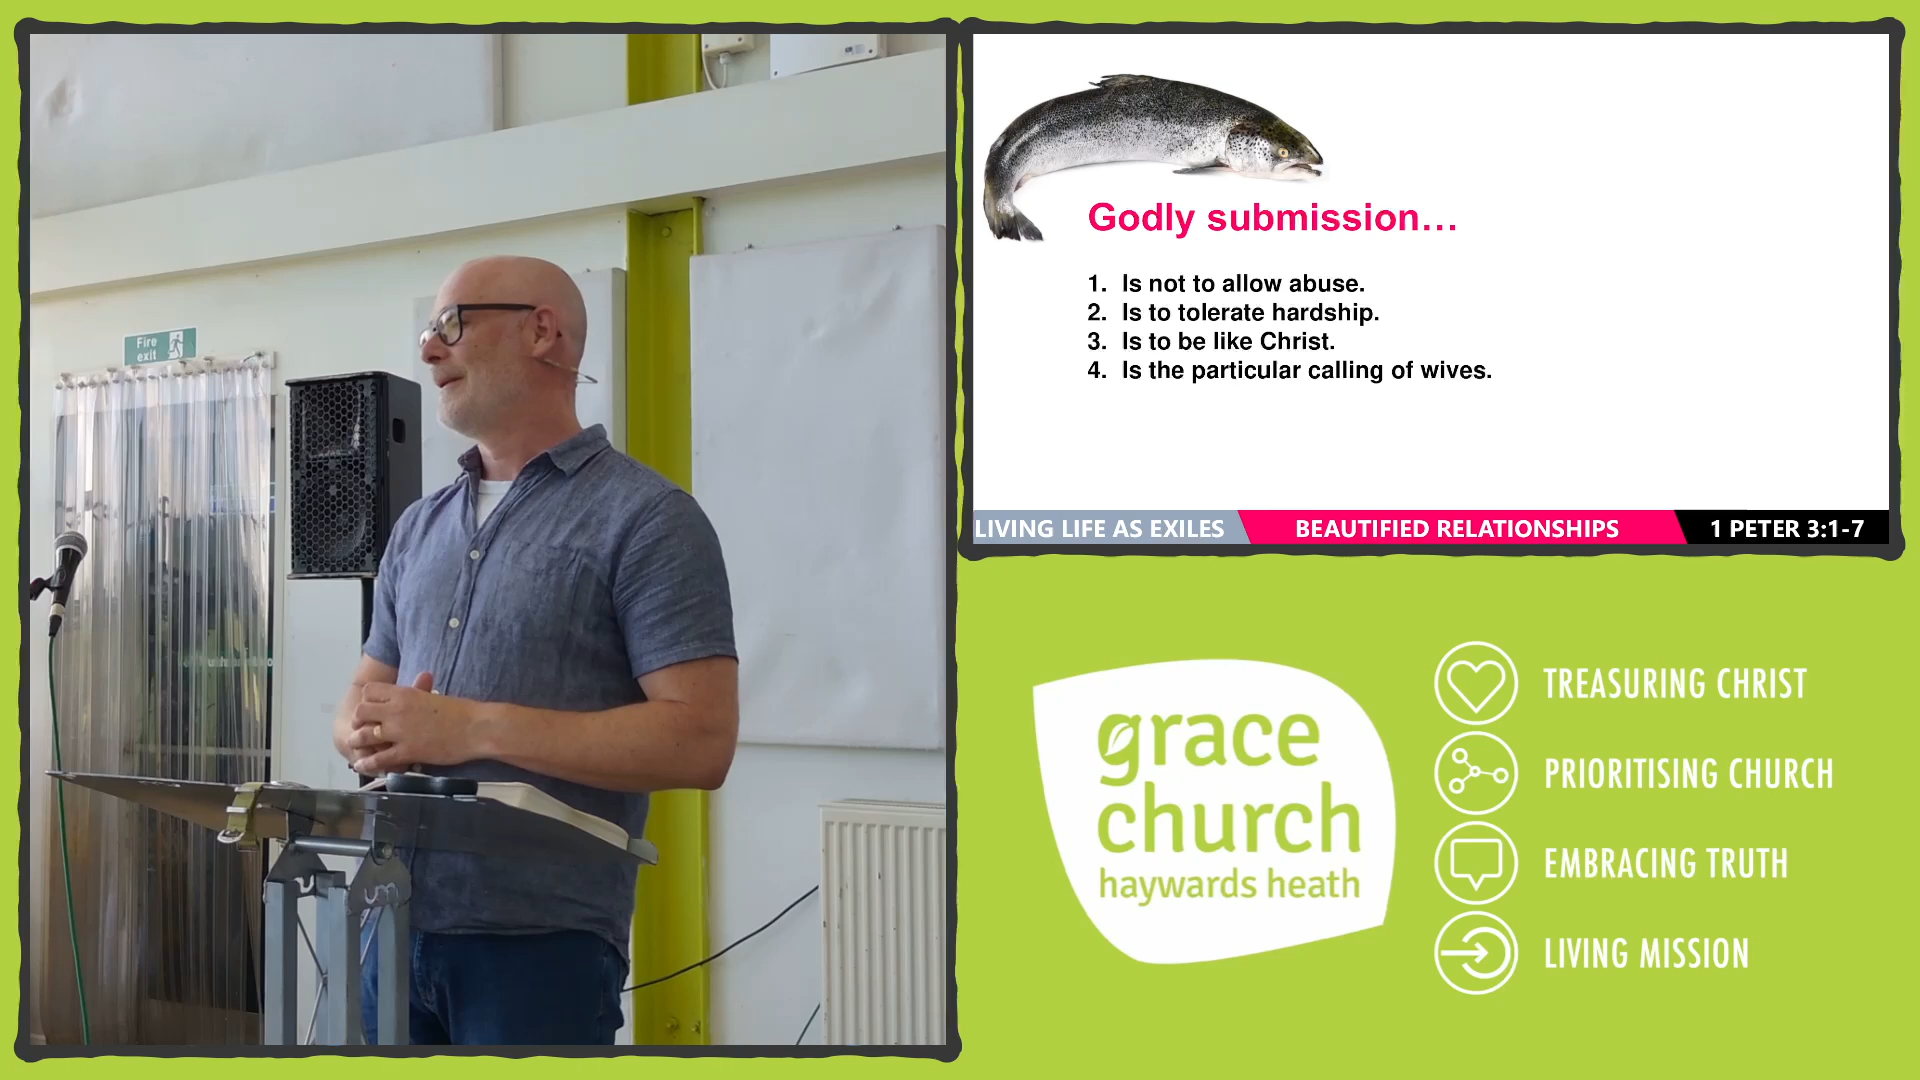 Fire
exit
Godly submission…
1. Is not to allow abuse.
2. Is to tolerate hardship.
3. Is to be like Christ.
4. Is the particular calling of wives.
LIVING LIFE AS EXILES
BEAUTIFIED RELATIONSHIPS
1 PETER 3:1-7
grace
church
haywards heath
TREASURING CHRIST
PRIORITISING CHURCH
EMBRACING TRUTH
LIVING MISSION